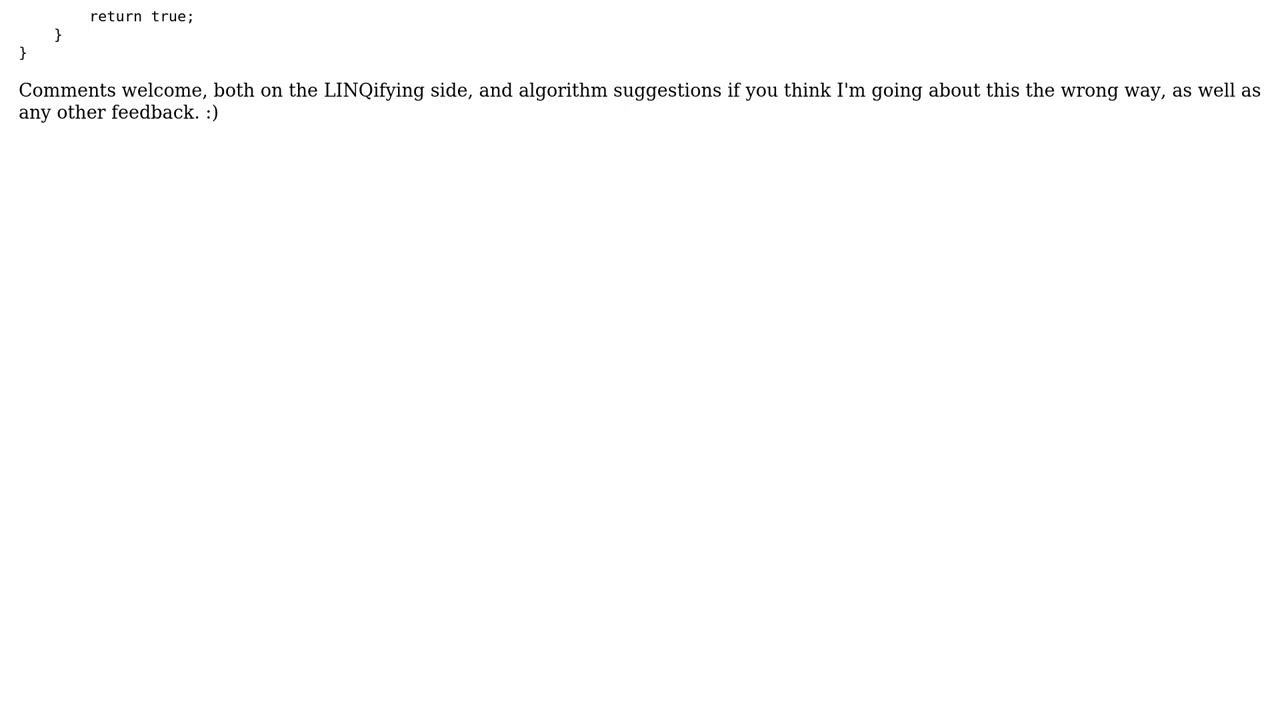 return true;
    }
}
Comments welcome, both on the LINQifying side, and algorithm suggestions if you think I'm going about this the wrong way, as well as
any other feedback. :)